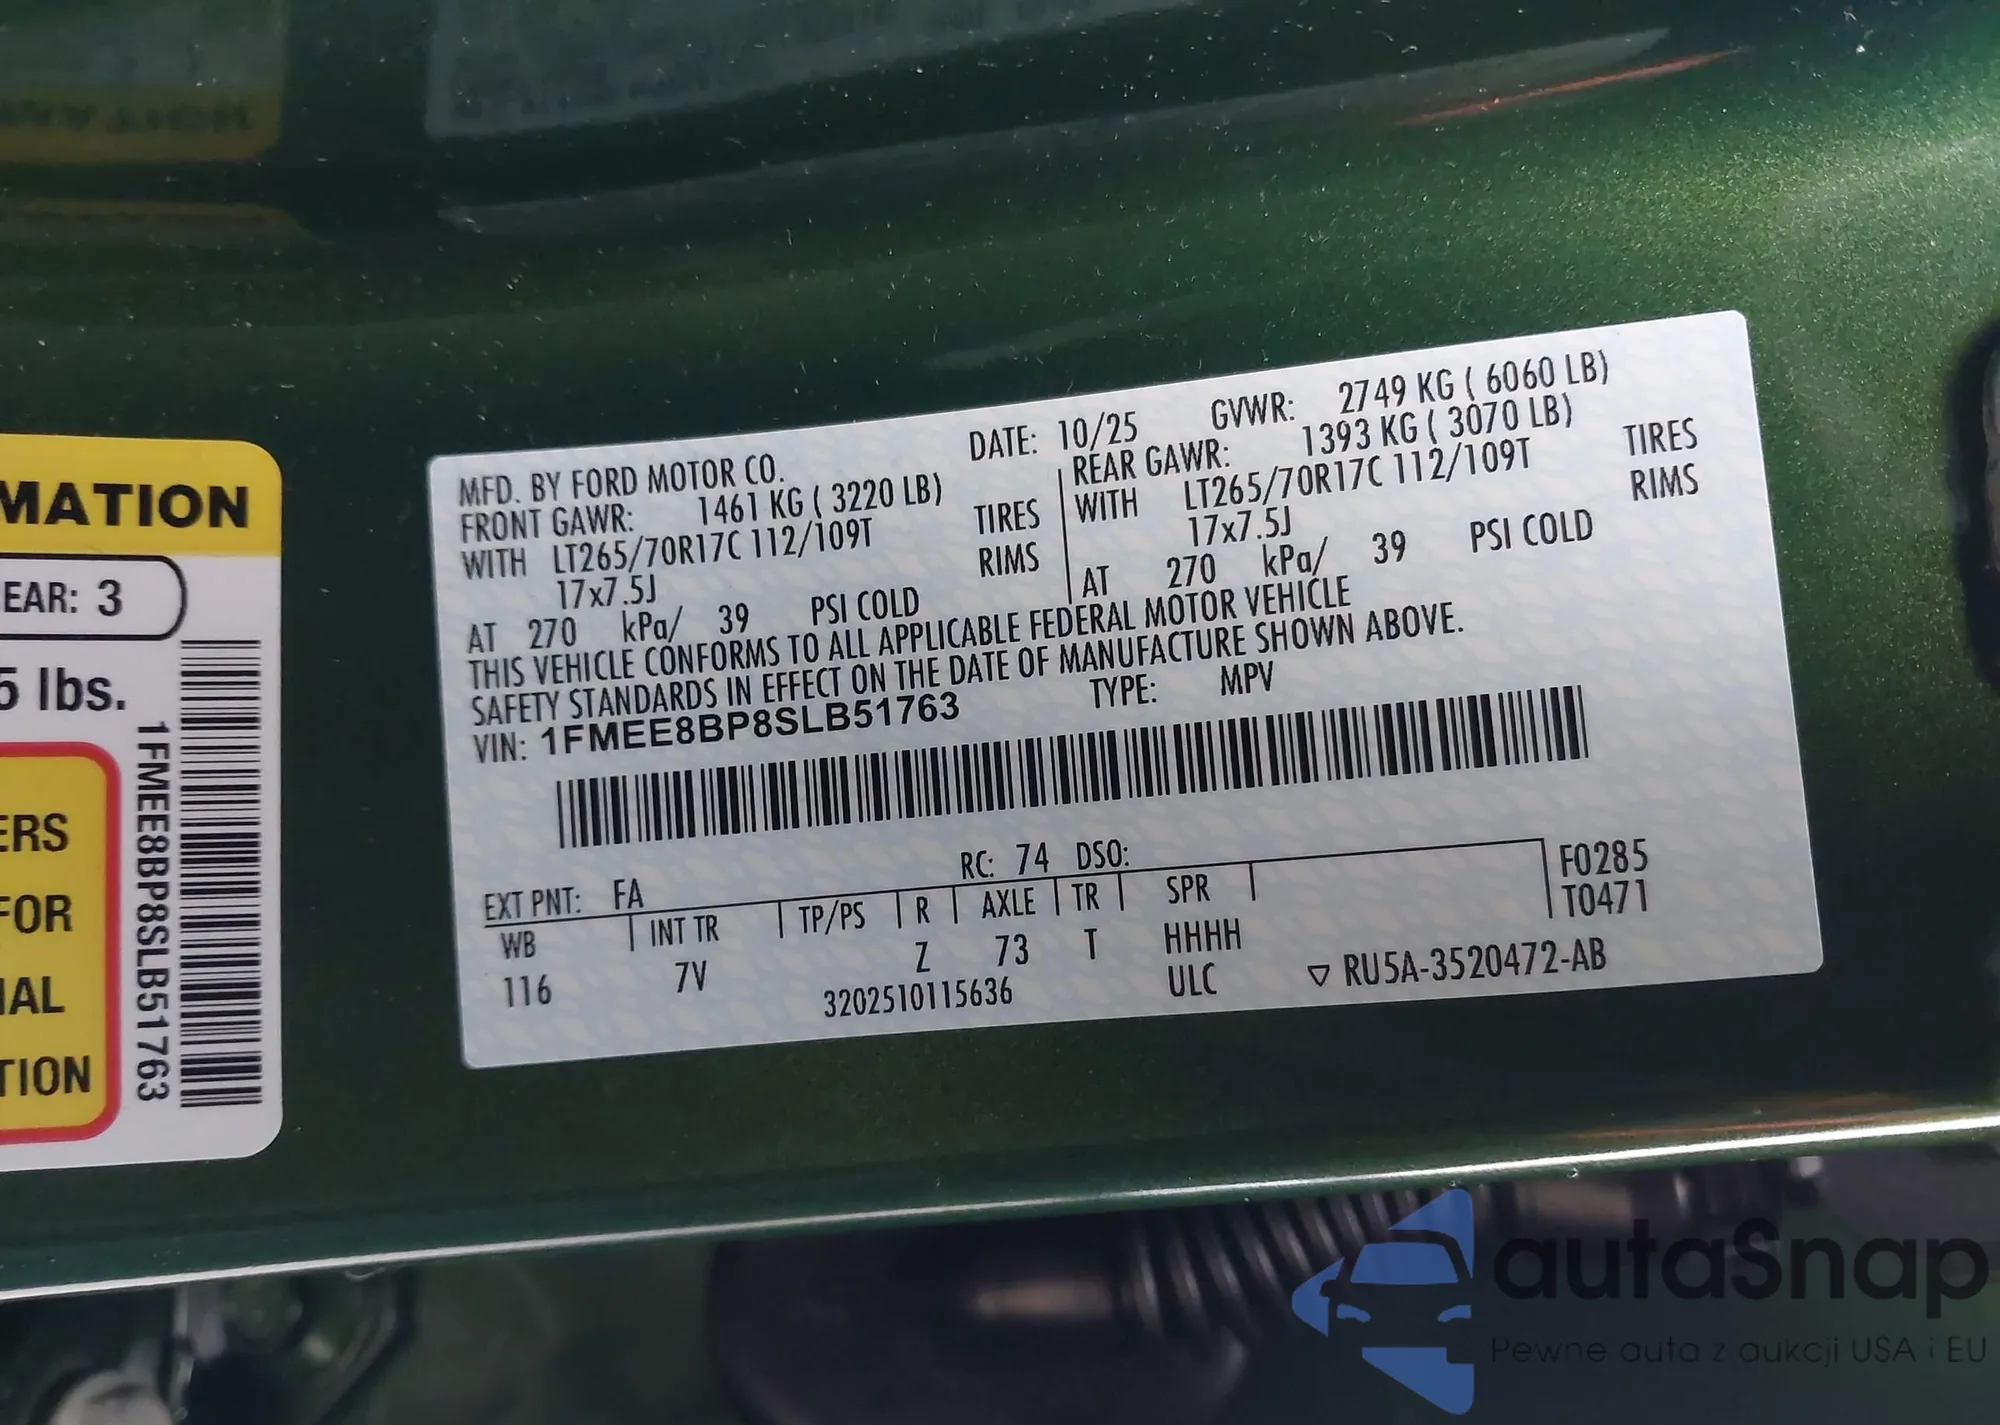 MATION
EAR: 3
5 lbs.
ERS
FOR
IAL
TION
1FMEE8BP8SLB51763
MFD. BY FORD MOTOR CO. DATE: 10/25 GVWR: 2749 KG ( 6060 LB)
FRONT GAWR: 1461 KG ( 3220 LB) REAR GAWR: 1393 KG ( 3070 LB)
WITH LT265/70R17C 112/109T TIRES WITH LT265/70R17C 112/109T TIRES
17x7.5J RIMS 17x7.5J RIMS
AT 270 kPa/ 39 PSI COLD AT 270 kPa/ 39 PSI COLD
THIS VEHICLE CONFORMS TO ALL APPLICABLE FEDERAL MOTOR VEHICLE
SAFETY STANDARDS IN EFFECT ON THE DATE OF MANUFACTURE SHOWN ABOVE.
VIN: 1FMEE8BP8SLB51763 TYPE: MPV
EXT PNT: FA RC: 74 DSO: F0285
WB INT TR TP/PS R AXLE TR SPR T0471
116 7V Z 73 T HHHH
3202510115636 ULC RU5A-3520472-AB
autaSnap
Pewne auta z aukcji USA i EU